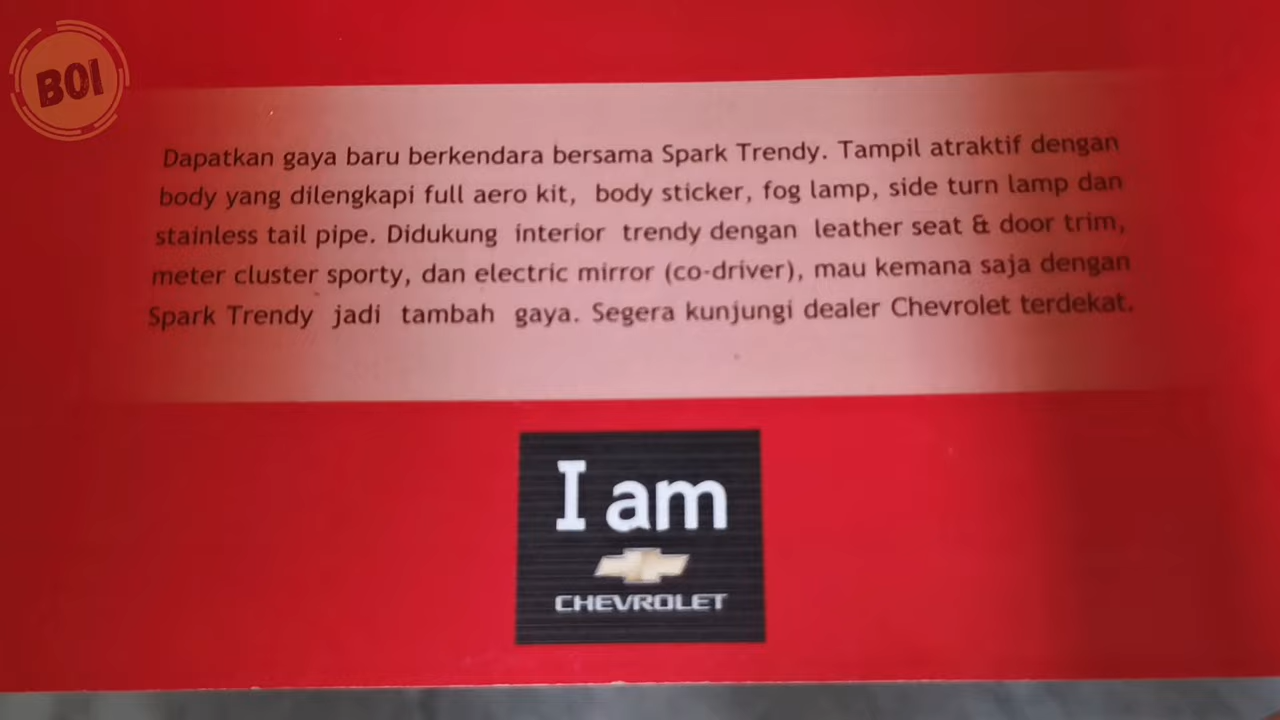 BOI
Dapatkan gaya baru berkendara bersama Spark Trendy. Tampil atraktif dengan
body yang dilengkapi full aero kit, body sticker, fog lamp, side turn lamp dan
stainless tail pipe. Didukung interior trendy dengan leather seat & door trim,
meter cluster sporty, dan electric mirror (co-driver), mau kemana saja dengan
Spark Trendy jadi tambah gaya. Segera kunjungi dealer Chevrolet terdekat.
I am
CHEVROLET